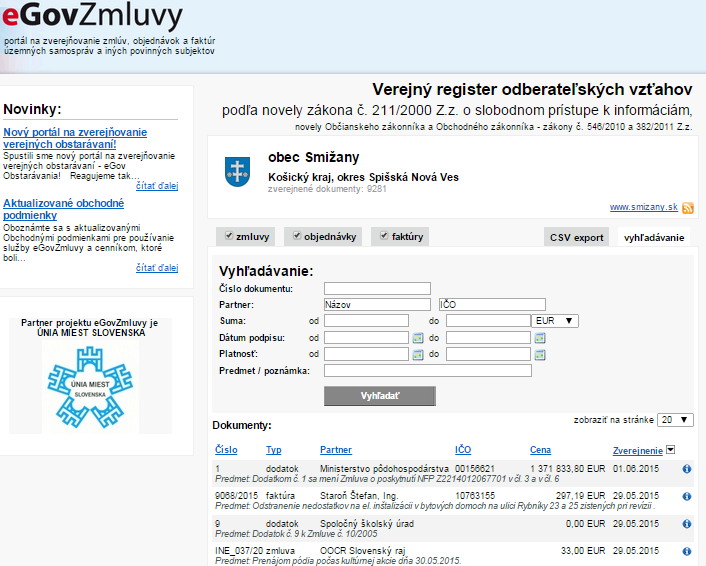 eGovZmluvy
portál na zverejňovanie zmlúv, objednávok a faktúr
územných samospráv a iných povinných subjektov
Novinky:
Nový portál na zverejňovanie
verejných obstarávaní!
Spustili sme nový portál na zverejňovanie
verejných obstarávaní - eGov
Obstarávania! Reagujeme tak...
čítať ďalej
Aktualizované obchodné
podmienky
Oboznámte sa s aktualizovanými
Obchodnými podmienkami pre používanie
služby eGovZmluvy a cenníkom, ktoré
boli...
čítať ďalej
Partner projektu eGovZmluvy je
ÚNIA MIEST SLOVENSKA
ÚNIA MIEST
SLOVENSKA
Verejný register odberateľských vzťahov
podľa novely zákona č. 211/2000 Z.z. o slobodnom prístupe k informáciám,
novely Občianskeho zákonníka a Obchodného zákonníka - zákony č. 546/2010 a 382/2011 Z.z.
obec Smižany
Košický kraj, okres Spišská Nová Ves
zverejnené dokumenty: 9281
www.smizany.sk
zmluvy objednávky faktúry CSV export vyhľadávanie
Vyhľadávanie:
Číslo dokumentu:
Partner: Názov IČO
Suma: od do EUR
Dátum podpisu: od do
Platnosť: od do
Predmet / poznámka:
Vyhľadať
zobraziť na stránke 20
Dokumenty:
Číslo Typ Partner IČO Cena Zverejnenie
1 dodatok Ministerstvo pôdohospodárstva 00156621 1 371 833,80 EUR 01.06.2015
Predmet: Dodatkom č. 1 sa mení Zmluva o poskytnutí NFP Z2214012067701 v čl. 3 a v čl. 6
9068/2015 faktúra Staroň Štefan, Ing. 10763155 297,19 EUR 29.05.2015
Predmet: Odstrenenie nedostatkov na el. inštalácii v bytových domoch na ulici Rybníky 23 a 25 zistených pri revízii .
9 dodatok Spoločný školský úrad 0,00 EUR 29.05.2015
Predmet: Dodatok č. 9 k Zmluve č. 10/2005
INE_037/20 zmluva OOCR Slovenský raj 33,00 EUR 29.05.2015
Predmet: Prenájom pódia počas kultúrnej akcie dňa 30.05.2015.